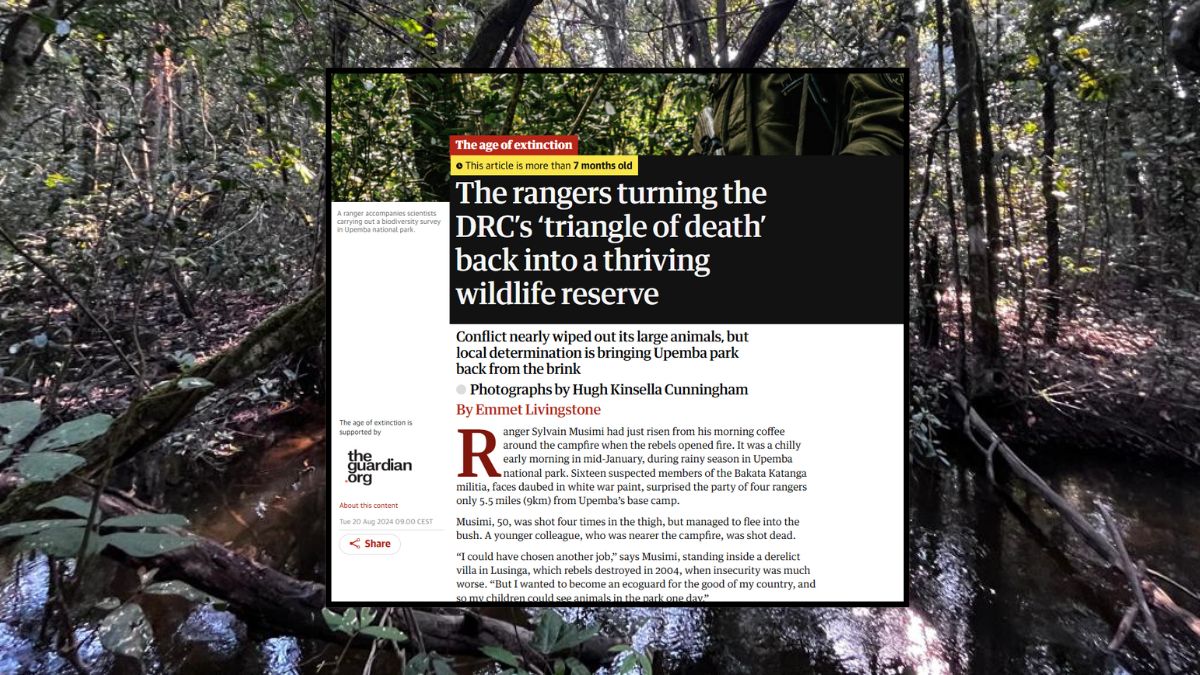 The age of extinction
This article is more than 7 months old
The rangers turning the
DRC's 'triangle of death'
back into a thriving
wildlife reserve
A ranger accompanies scientists
carrying out a biodiversity survey
in Upemba national park.
Conflict nearly wiped out its large animals, but
local determination is bringing Upemba park
back from the brink
Photographs by Hugh Kinsella Cunningham
By Emmet Livingstone
The age of extinction is
supported by
the
guardian
.org
About this content
Tue 20 Aug 2024 09.00 CEST
Share
Ranger Sylvain Musimi had just risen from his morning coffee
around the campfire when the rebels opened fire. It was a chilly
early morning in mid-January, during rainy season in Upemba
national park. Sixteen suspected members of the Bakata Katanga
militia, faces daubed in white war paint, surprised the party of four rangers
only 5.5 miles (9km) from Upemba's base camp.
Musimi, 50, was shot four times in the thigh, but managed to flee into the
bush. A younger colleague, who was nearer the campfire, was shot dead.
“I could have chosen another job,” says Musimi, standing inside a derelict
villa in Lusinga, which rebels destroyed in 2004, when insecurity was much
worse. “But I wanted to become an ecoguard for the good of my country, and
so my children could see animals in the park one day.”